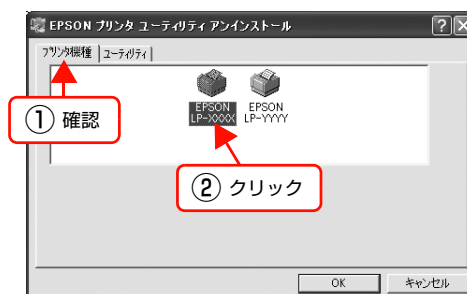 EPSON プリンタ ユーティリティ アンインストール
プリンタ機種 ユーティリティ
① 確認
EPSON LP-XXXX
EPSON LP-YYYY
② クリック
OK キャンセル